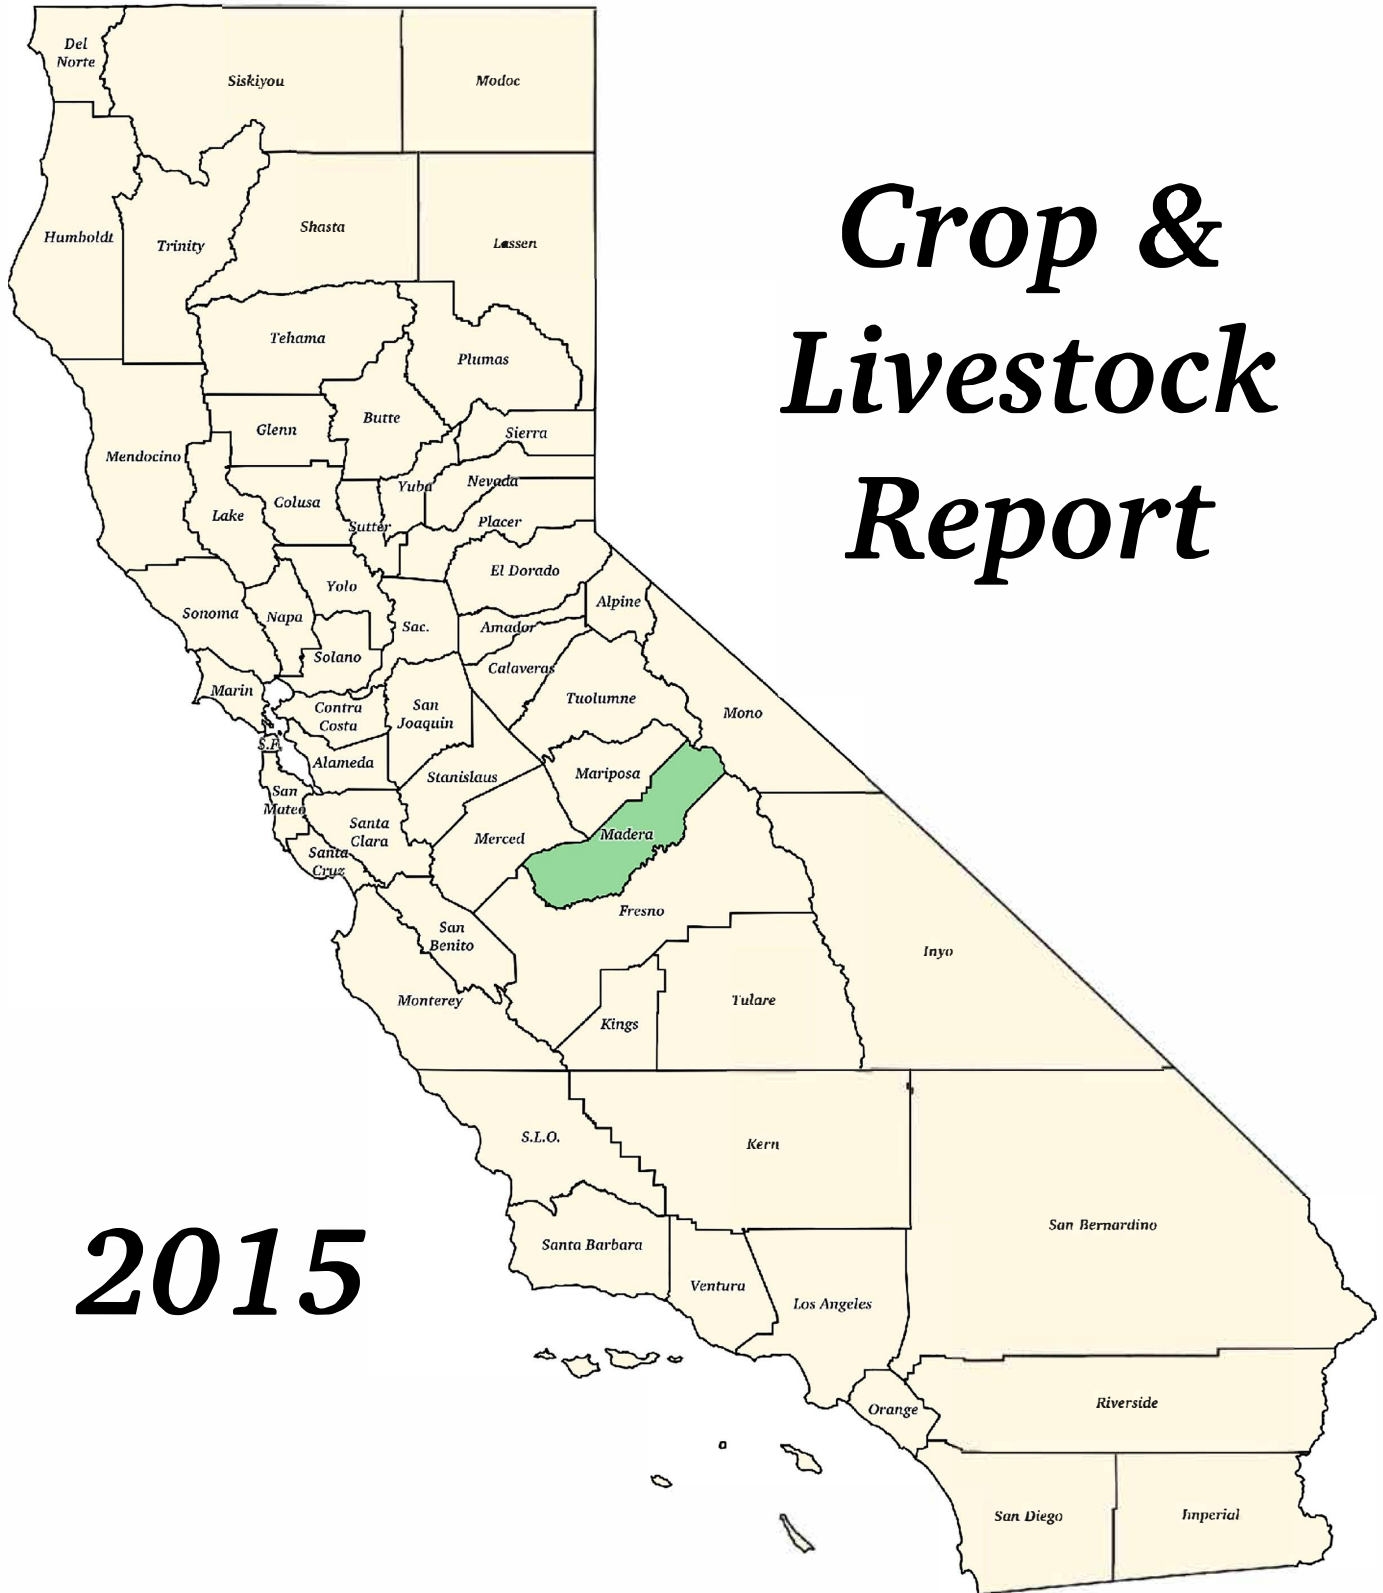 Del
Norte
Siskiyou
Modoc
Humboldt
Trinity
Shasta
Lassen
Crop &
Livestock
Report
Tehama
Plumas
Butte
Glenn
Sierra
Mendocino
Colusa
Yuba
Nevada
Lake
Sutter
Placer
Yolo
El Dorado
Sonoma
Napa
Sac.
Amador
Alpine
Solano
Calaveras
Marin
Contra
Costa
San
Joaquin
Tuolumne
Mono
S.F.
Alameda
Stanislaus
Mariposa
San
Mateo
Santa
Clara
Merced
Madera
Santa
Cruz
Fresno
San
Benito
Inyo
Monterey
Kings
Tulare
S.L.O.
Kern
San Bernardino
2015
Santa Barbara
Ventura
Los Angeles
Orange
Riverside
San Diego
Imperial